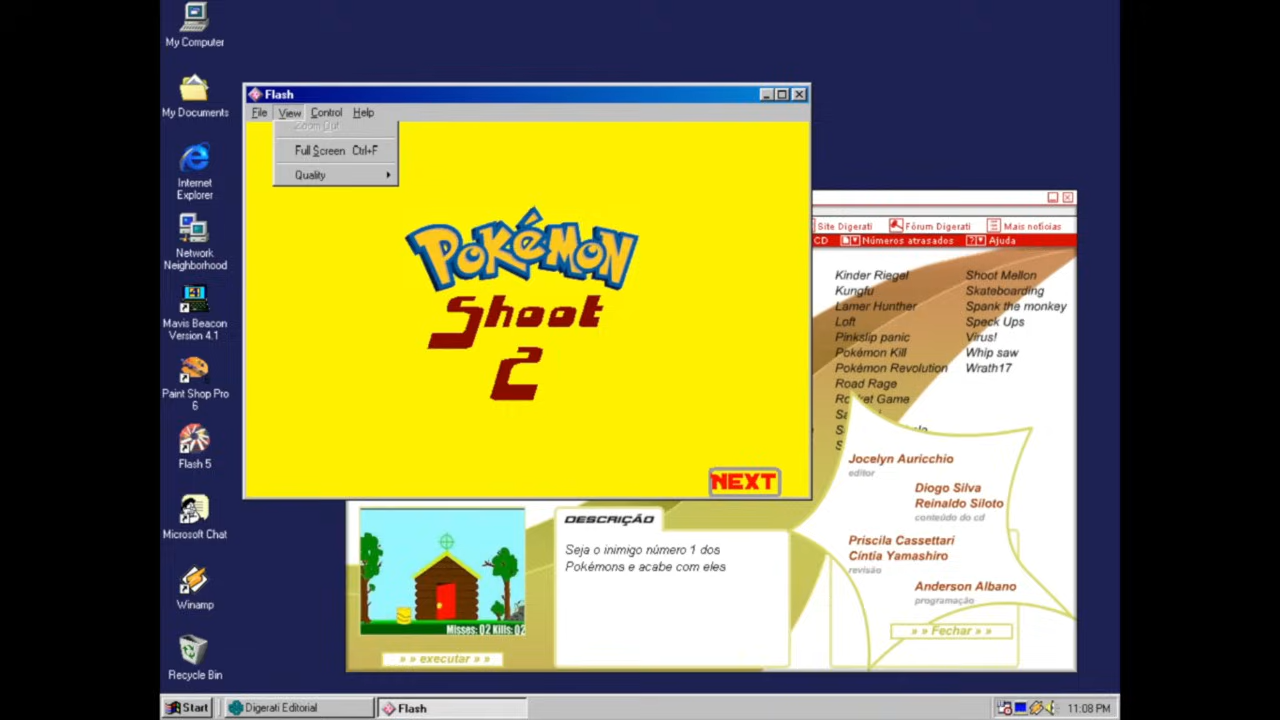 My Computer
My Documents
Internet
Explorer
Network
Neighborhood
Mavis Beacon
Version 4.1
Paint Shop Pro
6
Flash 5
Microsoft Chat
Winamp
Recycle Bin
Flash
File View Control Help
Zoom Out
Full Screen Ctrl+F
Quality
POKéMON
Shoot
2
NEXT
Site Digerati Fórum Digerati Mais notícias
CD Números atrasados Ajuda
Kinder Riegel
Kungfu
Lamer Hunther
Loft
Pinkslip panic
Pokémon Kill
Pokémon Revolution
Road Rage
Rocket Game
Shoot Mellon
Skateboarding
Spank the monkey
Speck Ups
Virus!
Whip saw
Wrath17
Jocelyn Auricchio
editor
Diogo Silva
Reinaldo Siloto
conteúdo do cd
Priscila Cassettari
Cíntia Yamashiro
revisão
Anderson Albano
programação
» » Fechar » »
DESCRIÇÃO
Seja o inimigo número 1 dos
Pokémons e acabe com eles
Misses: 02 Kills: 02
» » executar » »
Start Digerati Editorial Flash 11:08 PM